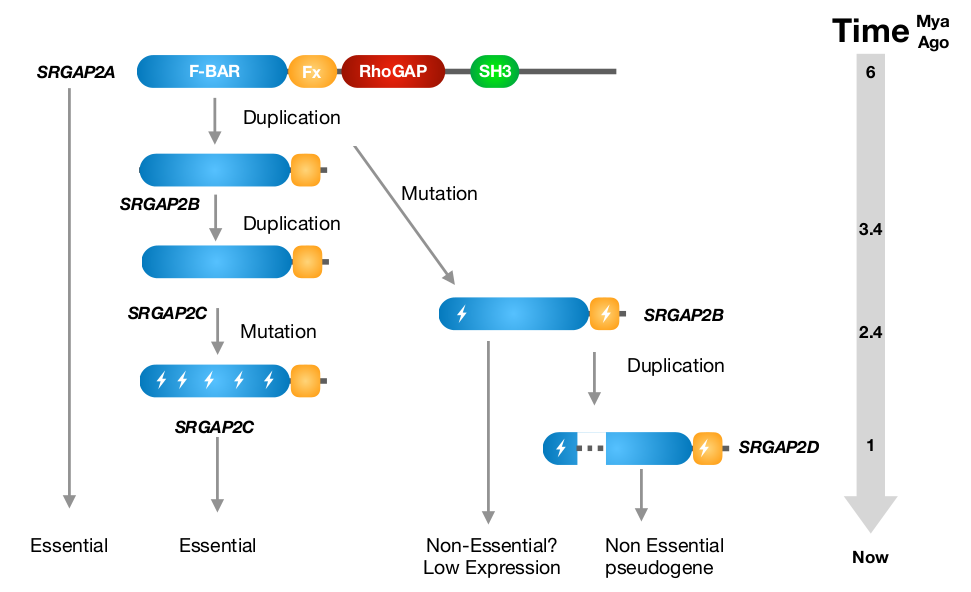 Time Mya
Ago
SRGAP2A F-BAR Fx RhoGAP SH3 6
Duplication
Mutation
SRGAP2B
Duplication 3.4
SRGAP2C
SRGAP2B
Mutation 2.4
Duplication
SRGAP2C
SRGAP2D 1
Essential Essential Non-Essential? Non Essential
Low Expression pseudogene
Now